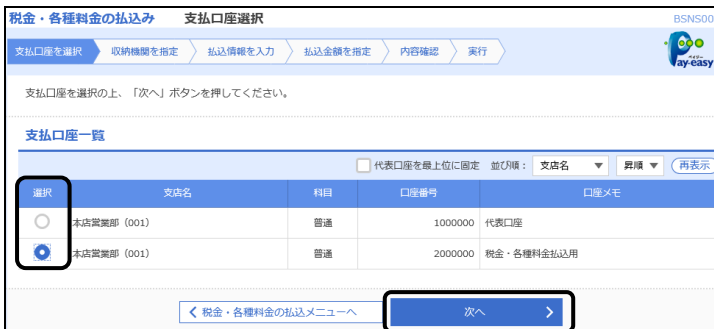 税金・各種料金の払込み 支払口座選択 BSNS00
支払口座を選択 収納機関を指定 払込情報を入力 払込金額を指定 内容確認 実行
ペイジー
Pay-easy
支払口座を選択の上、「次へ」ボタンを押してください。
支払口座一覧
代表口座を最上位に固定 並び順： 支店名 ▼ 昇順 ▼ 再表示
選択 支店名 科目 口座番号 口座メモ
本店営業部（001） 普通 1000000 代表口座
本店営業部（001） 普通 2000000 税金・各種料金払込用
税金・各種料金の払込メニューへ 次へ